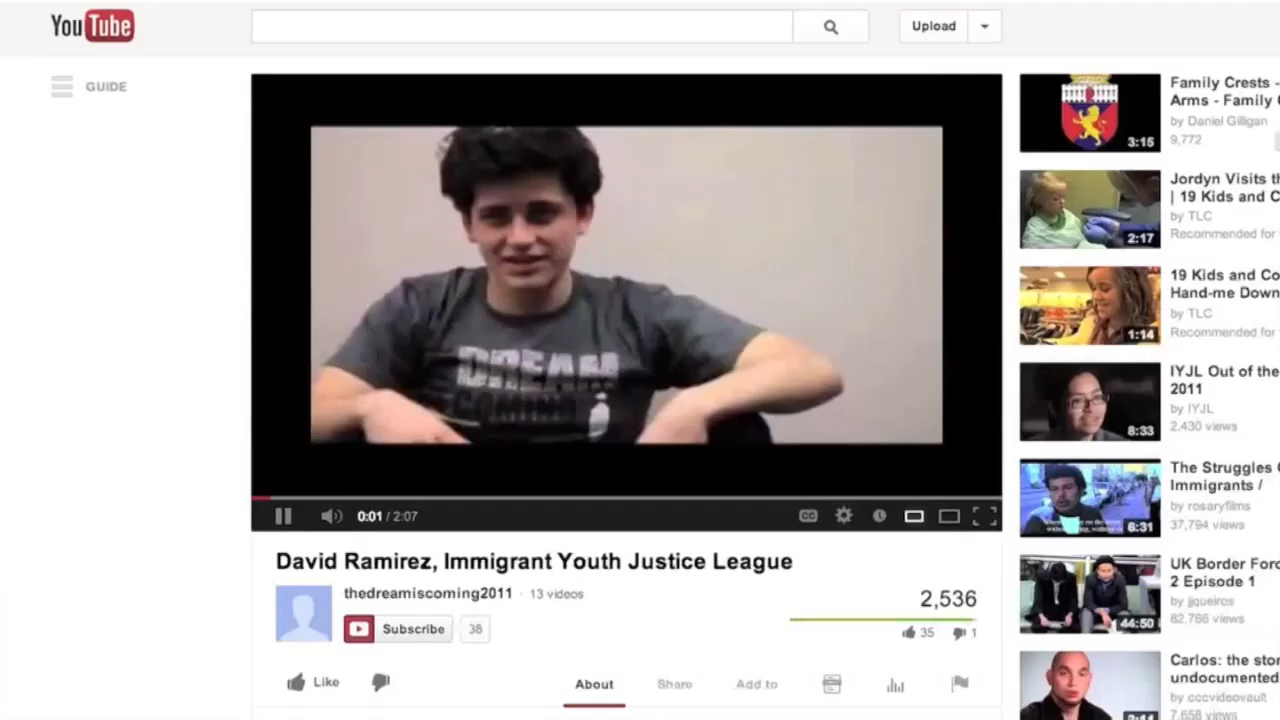 YouTube
Upload
GUIDE
DREAM
COMING
0:01 / 2:07
CC
David Ramirez, Immigrant Youth Justice League
thedreamiscoming2011 · 13 videos
Subscribe 38
2,536
35 1
Like
About Share Add to
Family Crests -
Arms - Family
by Daniel Gilligan
9,772
3:15
Jordyn Visits th
| 19 Kids and C
by TLC
Recommended for
2:17
19 Kids and Co
Hand-me Down
by TLC
Recommended for
1:14
IYJL Out of the
2011
by IYJL
2,430 views
8:33
The Struggles
Immigrants /
by rosaryfilms
37,794 views
6:31
UK Border Forc
2 Episode 1
by jjqueiros
82,766 views
44:50
Carlos: the stor
undocumented
by cccvideovault
7,658 views